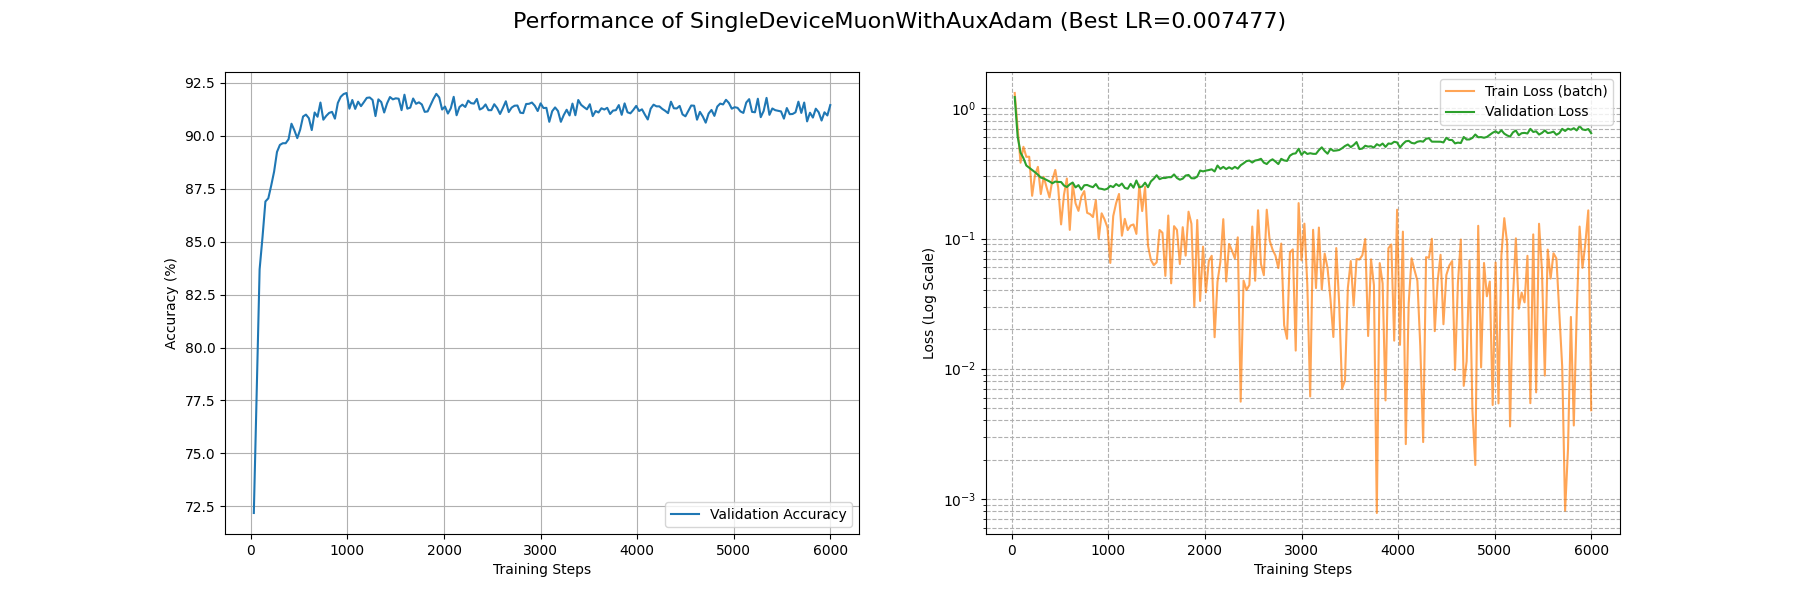 Performance of SingleDeviceMuonWithAuxAdam (Best LR=0.007477)
92.5
90.0
87.5
85.0
82.5
80.0
77.5
75.0
72.5
Accuracy (%)
Validation Accuracy
0 1000 2000 3000 4000 5000 6000
Training Steps
Train Loss (batch)
Validation Loss
10⁰
10⁻¹
10⁻²
10⁻³
Loss (Log Scale)
0 1000 2000 3000 4000 5000 6000
Training Steps